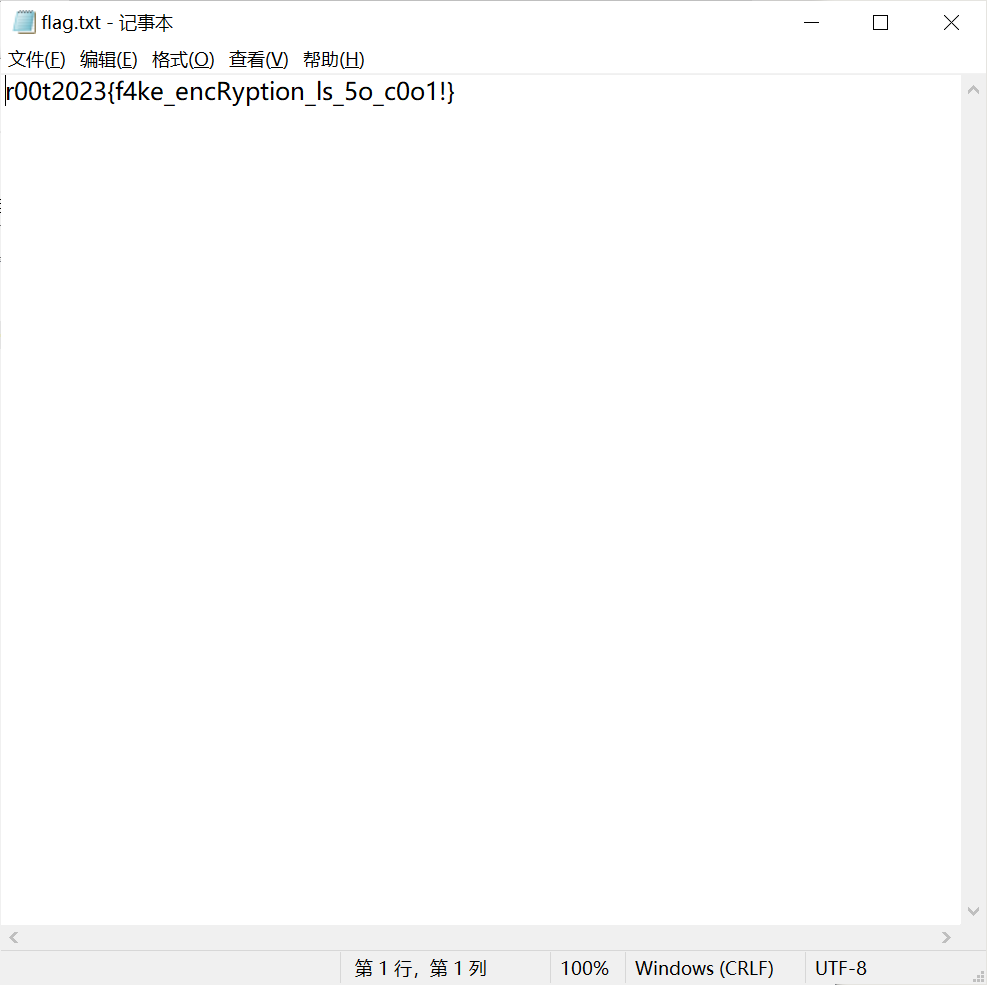 flag.txt - 记事本
文件(F) 编辑(E) 格式(O) 查看(V) 帮助(H)
r00t2023{f4ke_encRyption_ls_5o_c0o1!}
第 1 行，第 1 列 100% Windows (CRLF) UTF-8